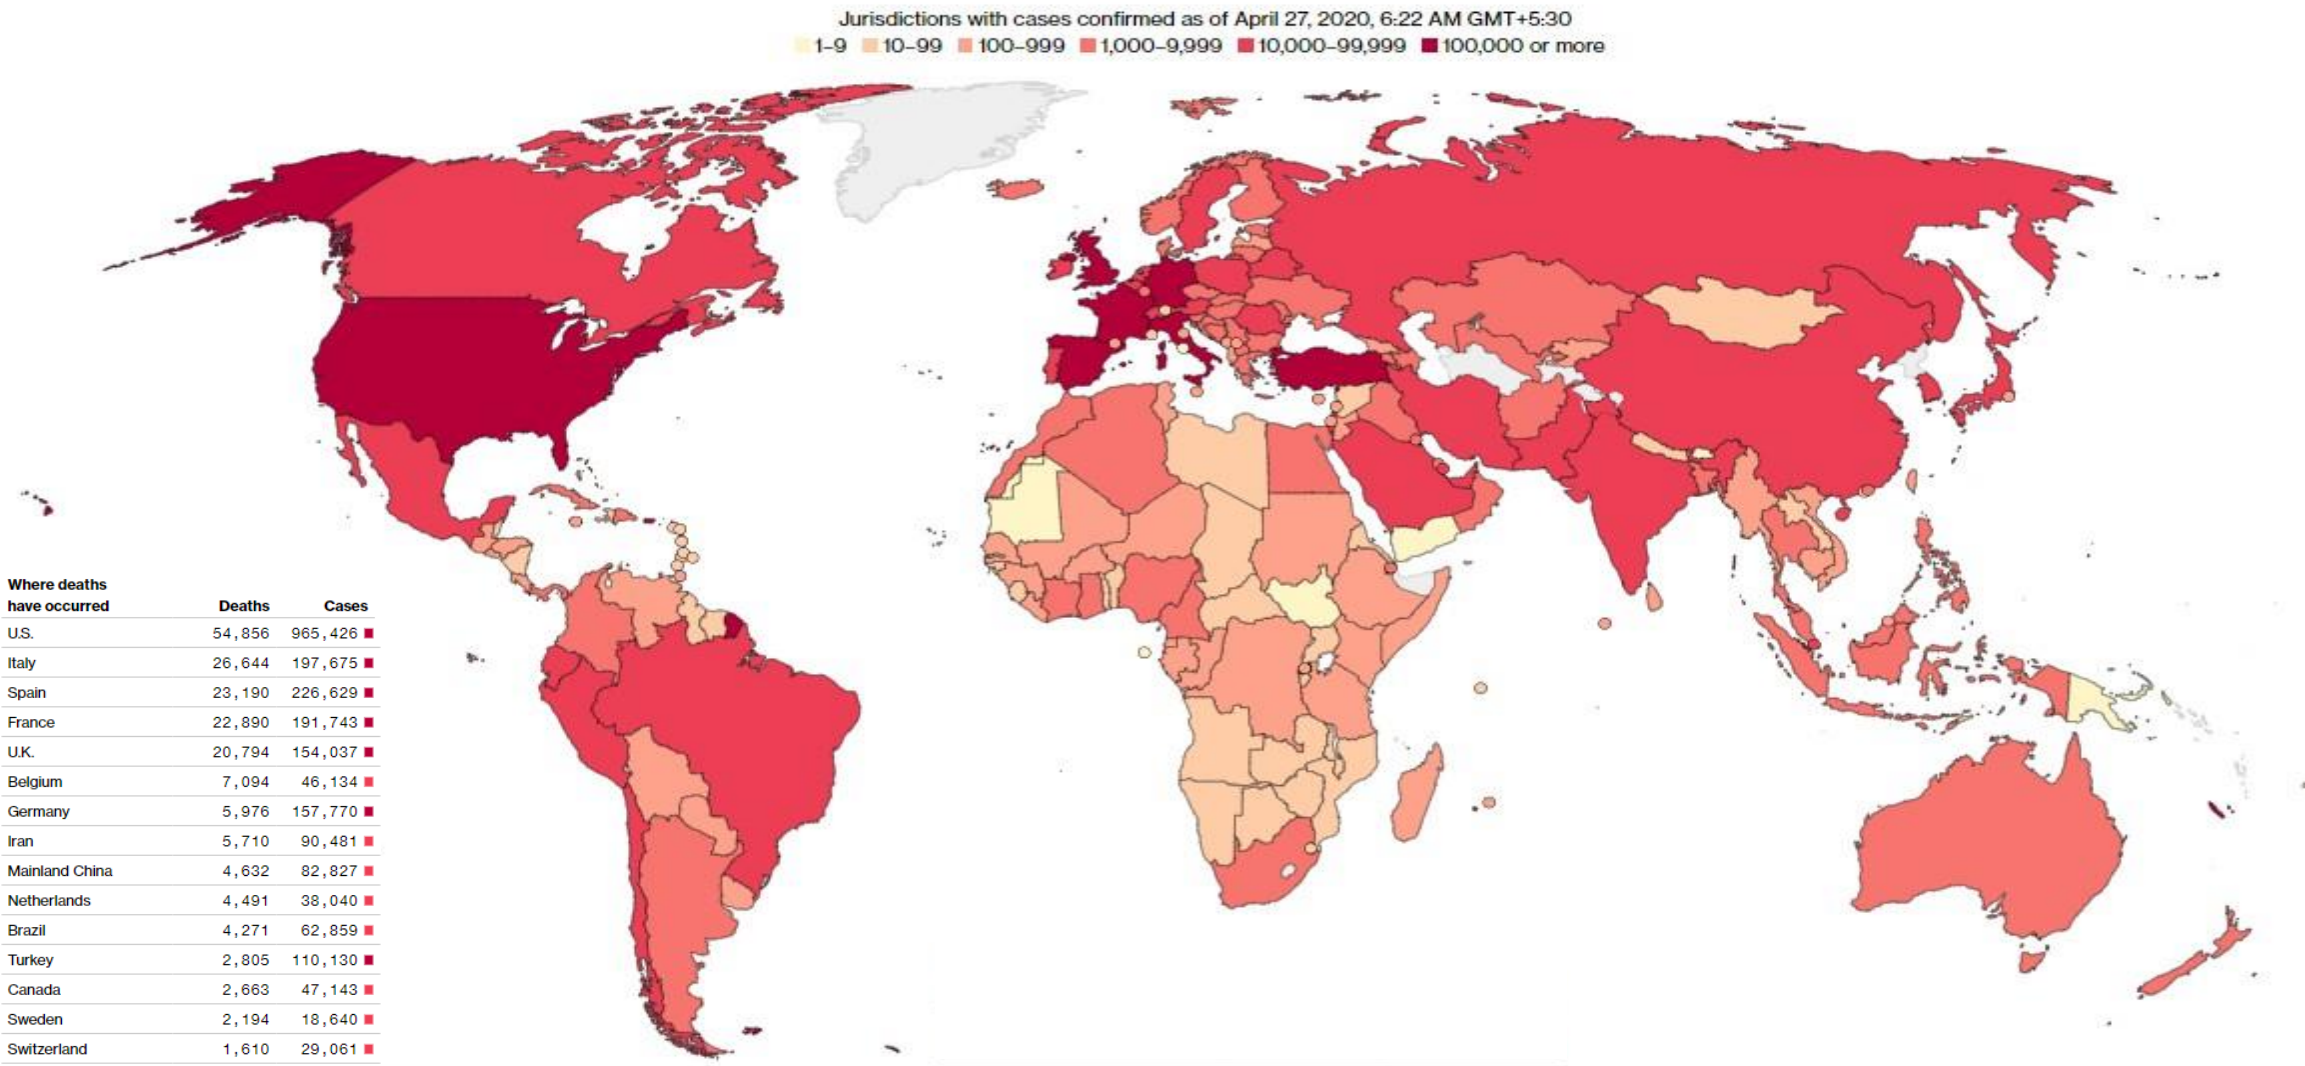 Jurisdictions with cases confirmed as of April 27, 2020, 6:22 AM GMT+5:30
1–9 10–99 100–999 1,000–9,999 10,000–99,999 100,000 or more
Where deaths
have occurred Deaths Cases
U.S. 54,856 965,426
Italy 26,644 197,675
Spain 23,190 226,629
France 22,890 191,743
U.K. 20,794 154,037
Belgium 7,094 46,134
Germany 5,976 157,770
Iran 5,710 90,481
Mainland China 4,632 82,827
Netherlands 4,491 38,040
Brazil 4,271 62,859
Turkey 2,805 110,130
Canada 2,663 47,143
Sweden 2,194 18,640
Switzerland 1,610 29,061